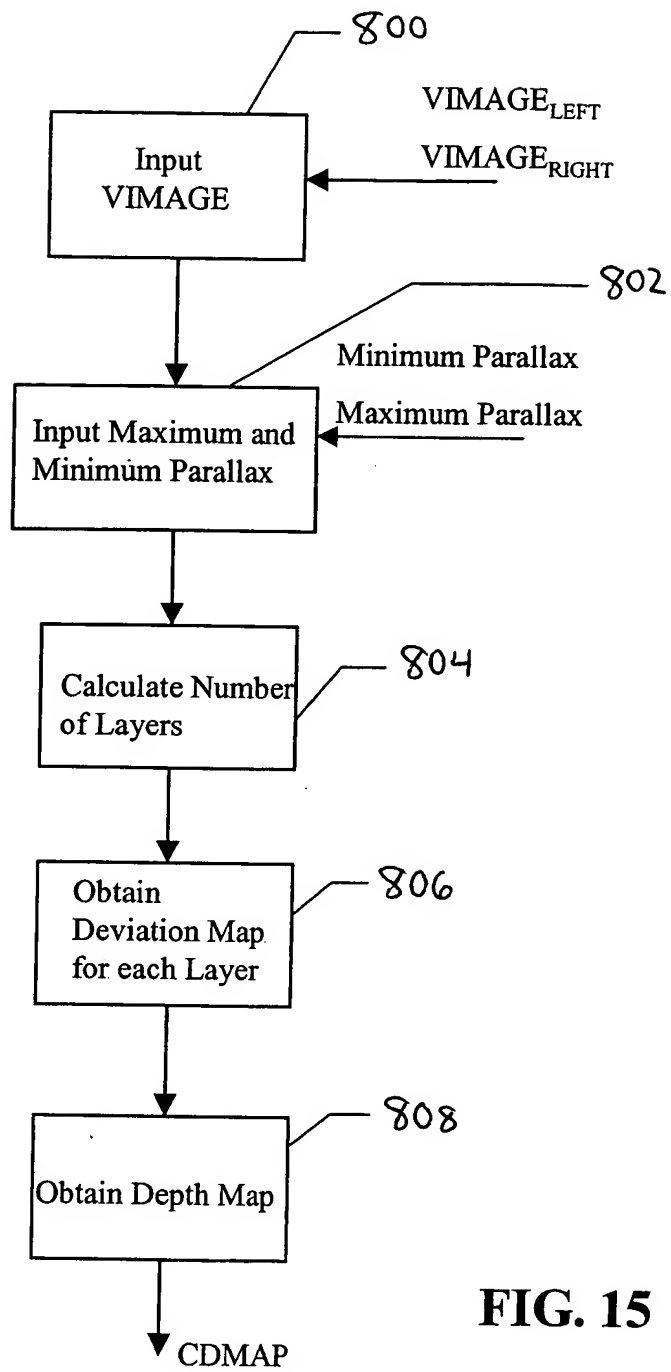 800
VIMAGE_LEFT
Input
VIMAGE
VIMAGE_RIGHT
802
Minimum Parallax
Maximum Parallax
Input Maximum and
Minimum Parallax
804
Calculate Number
of Layers
806
Obtain
Deviation Map
for each Layer
808
Obtain Depth Map
CDMAP
FIG. 15